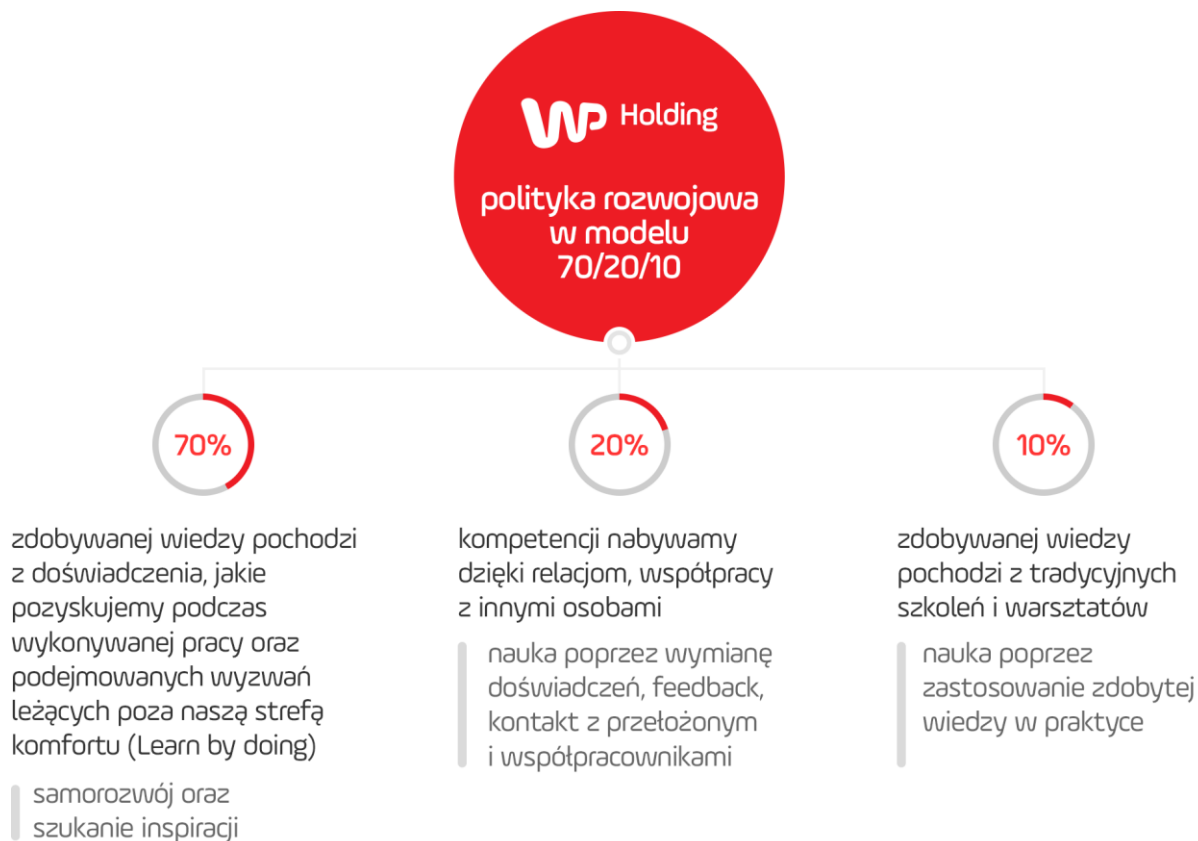 WP Holding
polityka rozwojowa
w modelu
70/20/10
70%
zdobywanej wiedzy pochodzi
z doświadczenia, jakie
pozyskujemy podczas
wykonywanej pracy oraz
podejmowanych wyzwań
leżących poza naszą strefą
komfortu (Learn by doing)
samorozwój oraz
szukanie inspiracji
20%
kompetencji nabywamy
dzięki relacjom, współpracy
z innymi osobami
nauka poprzez wymianę
doświadczeń, feedback,
kontakt z przełożonym
i współpracownikami
10%
zdobywanej wiedzy
pochodzi z tradycyjnych
szkoleń i warsztatów
nauka poprzez
zastosowanie zdobytej
wiedzy w praktyce